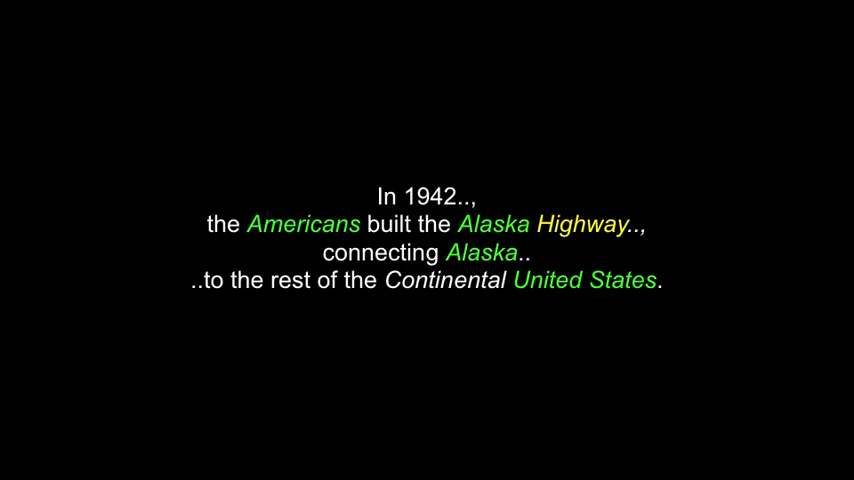 In 1942..,
the Americans built the Alaska Highway..,
connecting Alaska..
..to the rest of the Continental United States.